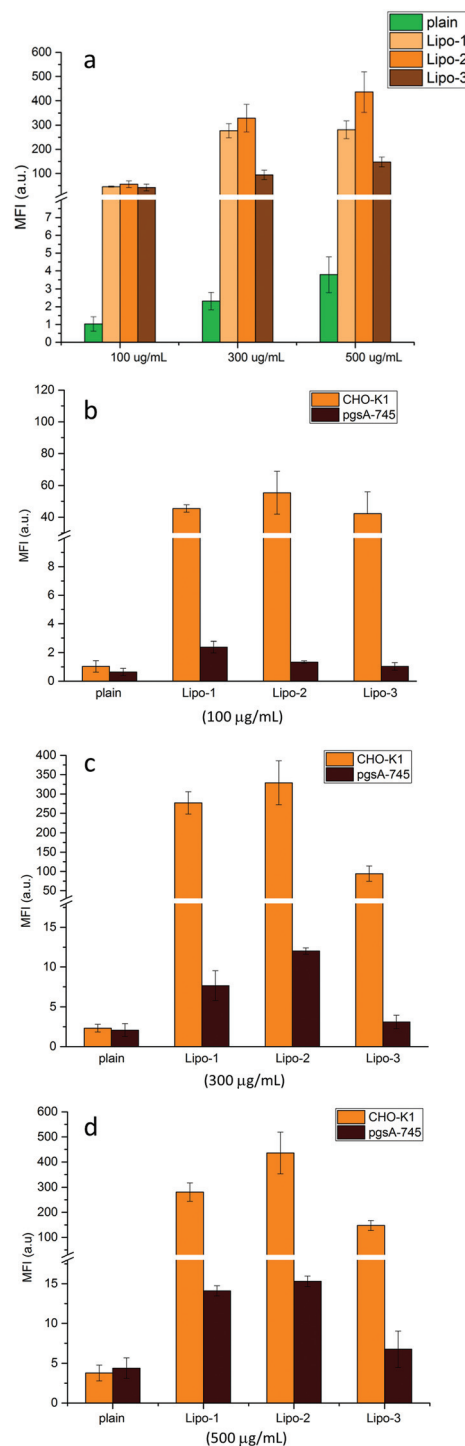 plain
Lipo-1
Lipo-2
Lipo-3
a
600
500
400
300
200
100
8
7
6
5
4
3
2
1
0
MFI (a.u.)
100 ug/mL 300 ug/mL 500 ug/mL
b
CHO-K1
pgsA-745
120
100
80
60
40
8
6
4
2
0
MFI (a.u.)
plain Lipo-1 Lipo-2 Lipo-3
(100 µg/mL)
c
CHO-K1
pgsA-745
400
350
300
250
200
150
100
50
15
10
5
0
MFI (a.u.)
plain Lipo-1 Lipo-2 Lipo-3
(300 µg/mL)
d
CHO-K1
pgsA-745
600
500
400
300
200
100
15
10
5
0
MFI (a.u)
plain Lipo-1 Lipo-2 Lipo-3
(500 µg/mL)